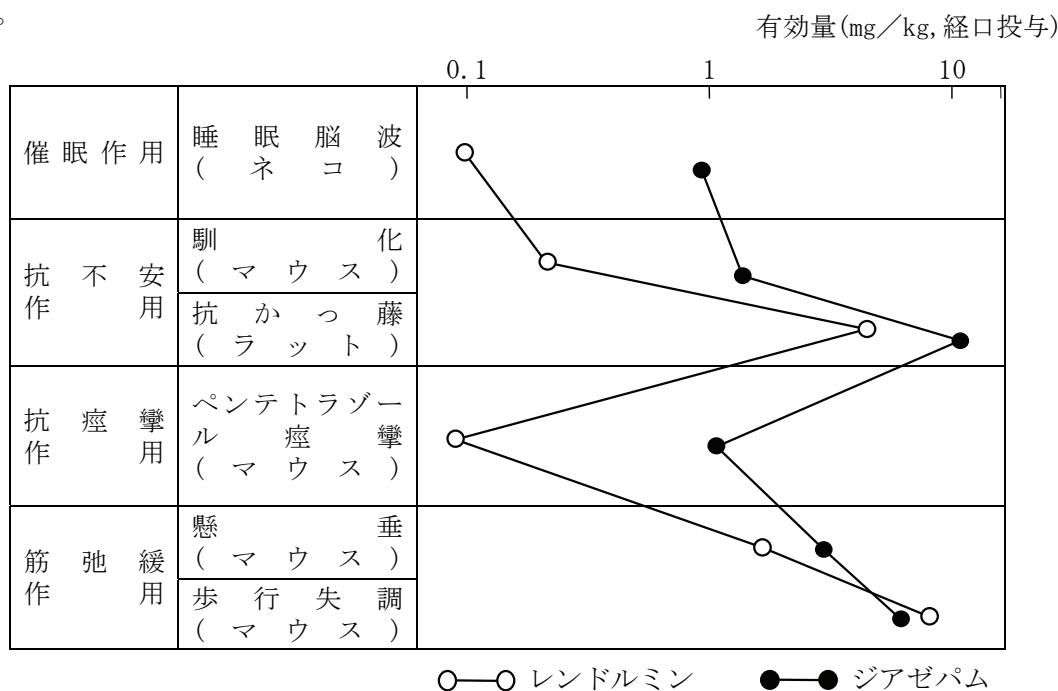 。
有効量(mg／kg,経口投与)
0.1 1 10
催眠作用
睡眠脳波
(ネコ)
抗不安
作用
馴化
(マウス)
抗かっ藤
(ラット)
抗痙攣
作用
ペンテトラゾー
ル痙攣
(マウス)
筋弛緩
作用
懸垂
(マウス)
歩行失調
(マウス)
レンドルミン ジアゼパム